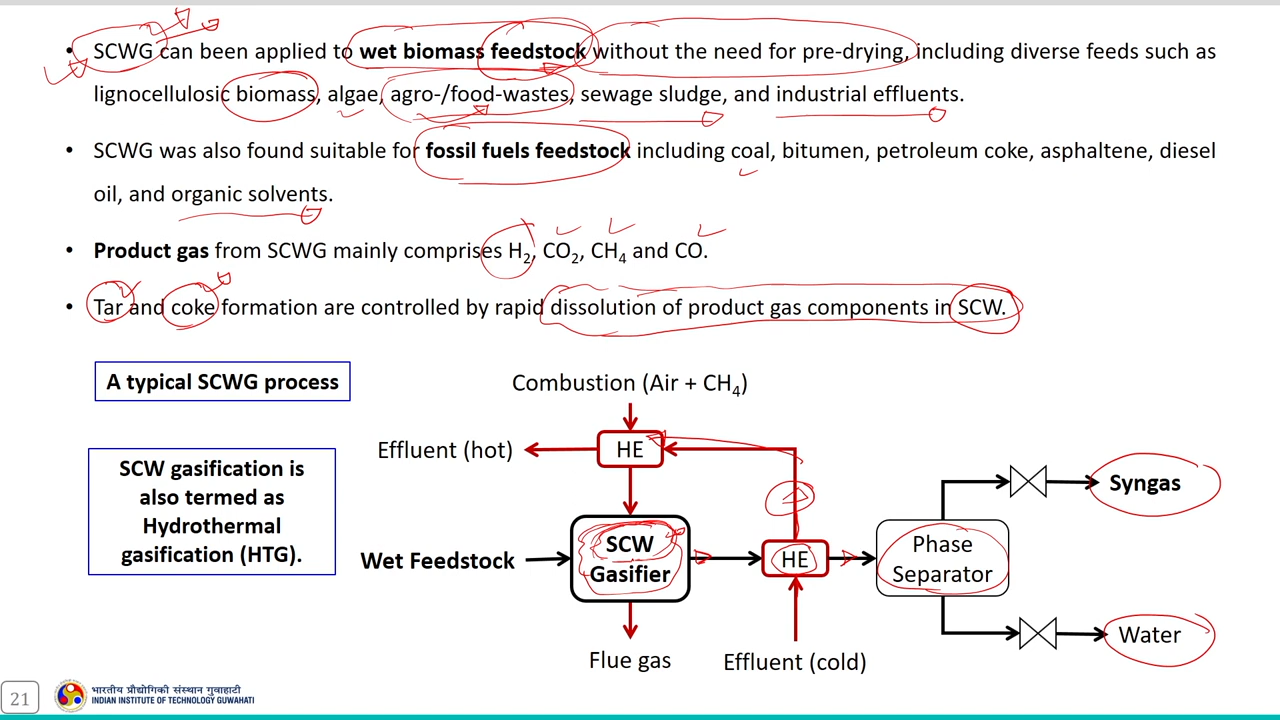 • SCWG can been applied to wet biomass feedstock without the need for pre-drying, including diverse feeds such as
lignocellulosic biomass, algae, agro-/food-wastes, sewage sludge, and industrial effluents.
• SCWG was also found suitable for fossil fuels feedstock including coal, bitumen, petroleum coke, asphaltene, diesel
oil, and organic solvents.
• Product gas from SCWG mainly comprises H₂, CO₂, CH₄ and CO.
• Tar and coke formation are controlled by rapid dissolution of product gas components in SCW.
A typical SCWG process
SCW gasification is
also termed as
Hydrothermal
gasification (HTG).
Combustion (Air + CH₄)
Effluent (hot)
HE
Wet Feedstock
SCW
Gasifier
HE
Phase
Separator
Syngas
Water
Flue gas
Effluent (cold)
21
भारतीय प्रौद्योगिकी संस्थान गुवाहाटी
INDIAN INSTITUTE OF TECHNOLOGY GUWAHATI